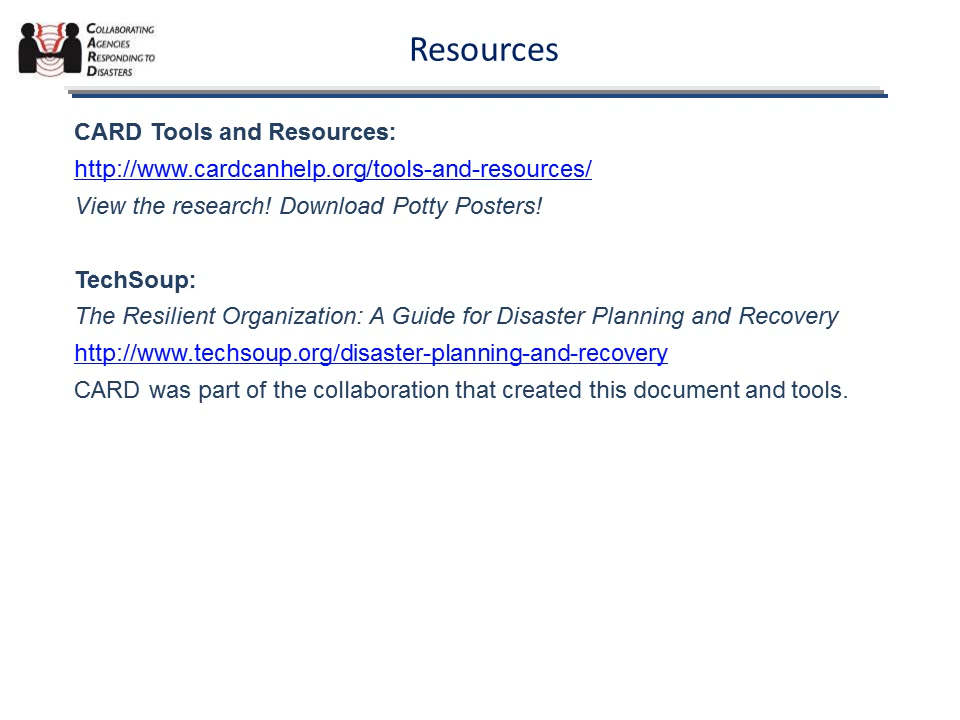 COLLABORATING
AGENCIES
RESPONDING TO
DISASTERS
Resources
CARD Tools and Resources:
http://www.cardcanhelp.org/tools-and-resources/
View the research! Download Potty Posters!
TechSoup:
The Resilient Organization: A Guide for Disaster Planning and Recovery
http://www.techsoup.org/disaster-planning-and-recovery
CARD was part of the collaboration that created this document and tools.